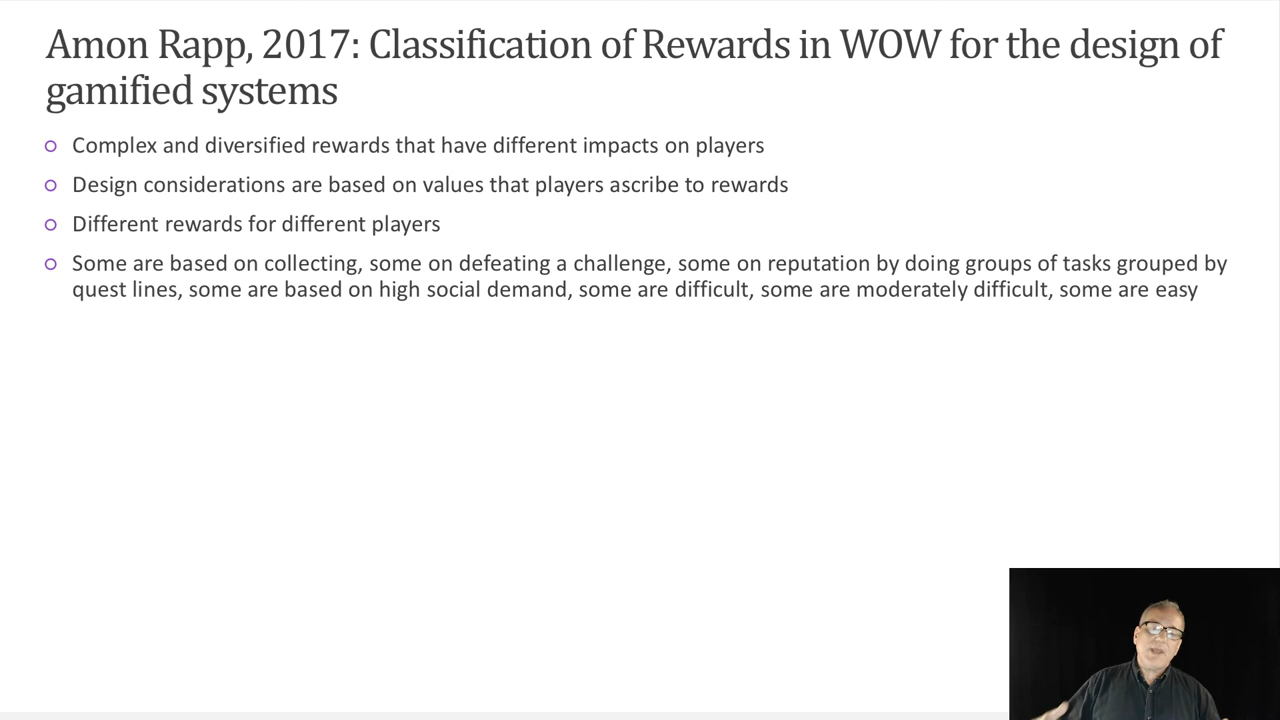 Amon Rapp, 2017: Classification of Rewards in WOW for the design of
gamified systems
Complex and diversified rewards that have different impacts on players
Design considerations are based on values that players ascribe to rewards
Different rewards for different players
Some are based on collecting, some on defeating a challenge, some on reputation by doing groups of tasks grouped by
quest lines, some are based on high social demand, some are difficult, some are moderately difficult, some are easy